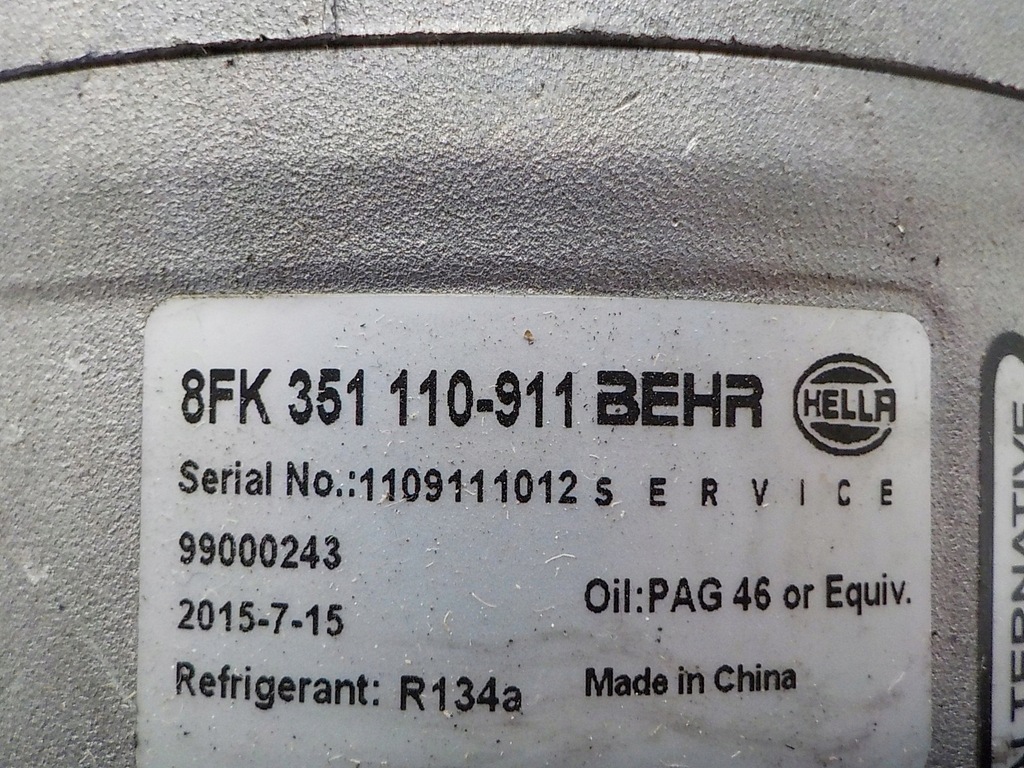 8FK 351 110-911 BEHR HELLA
Serial No.:1109111012 SERVICE
99000243
2015-7-15
Oil:PAG 46 or Equiv.
Refrigerant: R134a
Made in China